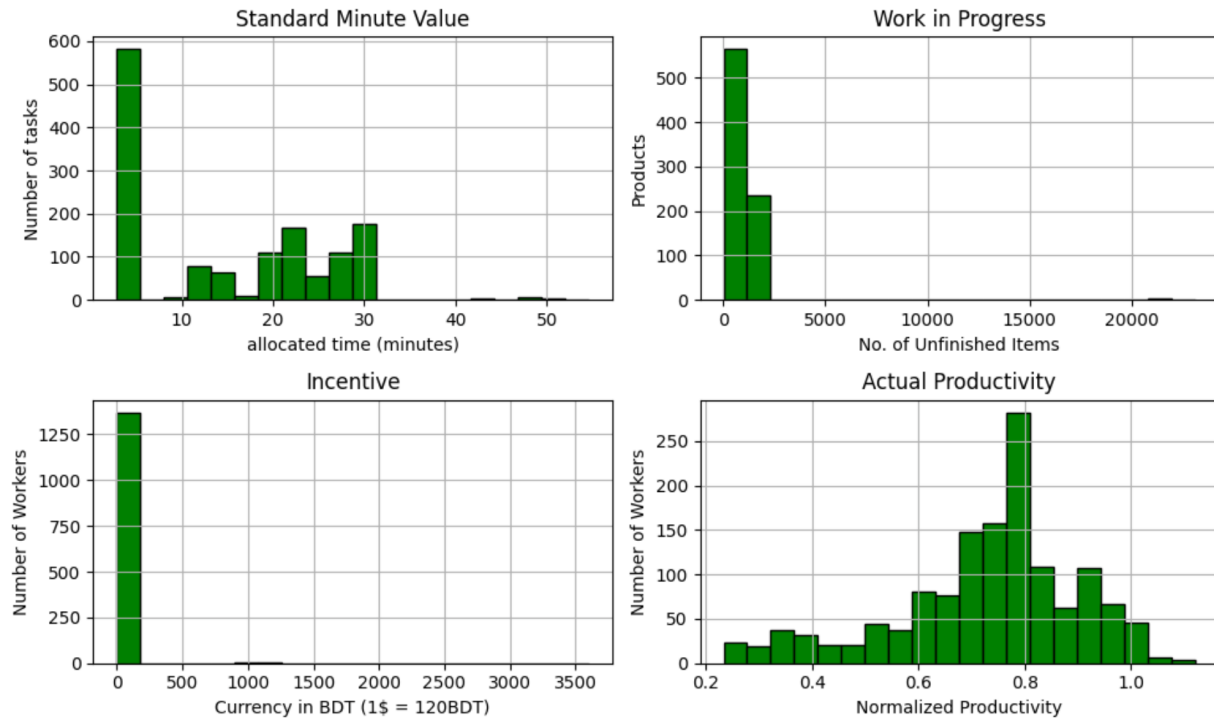 Standard Minute Value
600
500
400
300
200
100
0
Number of tasks
10 20 30 40 50
allocated time (minutes)
Work in Progress
500
400
300
200
100
0
Products
0 5000 10000 15000 20000
No. of Unfinished Items
Incentive
1250
1000
750
500
250
0
Number of Workers
0 500 1000 1500 2000 2500 3000 3500
Currency in BDT (1$ = 120BDT)
Actual Productivity
250
200
150
100
50
0
Number of Workers
0.2 0.4 0.6 0.8 1.0
Normalized Productivity